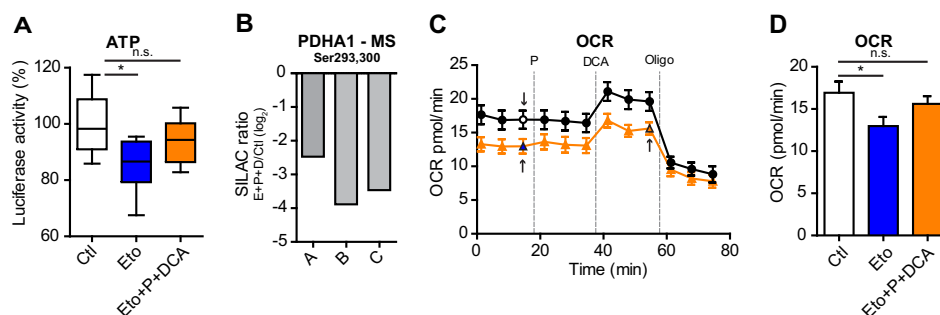 A
ATP
n.s.
*
Luciferase activity (%)
120
100
80
60
Ctl
Eto
Eto+P+DCA
B
PDHA1 - MS
Ser293,300
SILAC ratio
E+P+D/Ctl (log2)
0
-1
-2
-3
-4
-5
A
B
C
C
OCR
P
DCA
Oligo
OCR pmol/min
25
20
15
10
5
0
0
20
40
60
80
Time (min)
D
OCR
n.s.
*
OCR (pmol/min)
20
15
10
5
0
Ctl
Eto
Eto+P+DCA